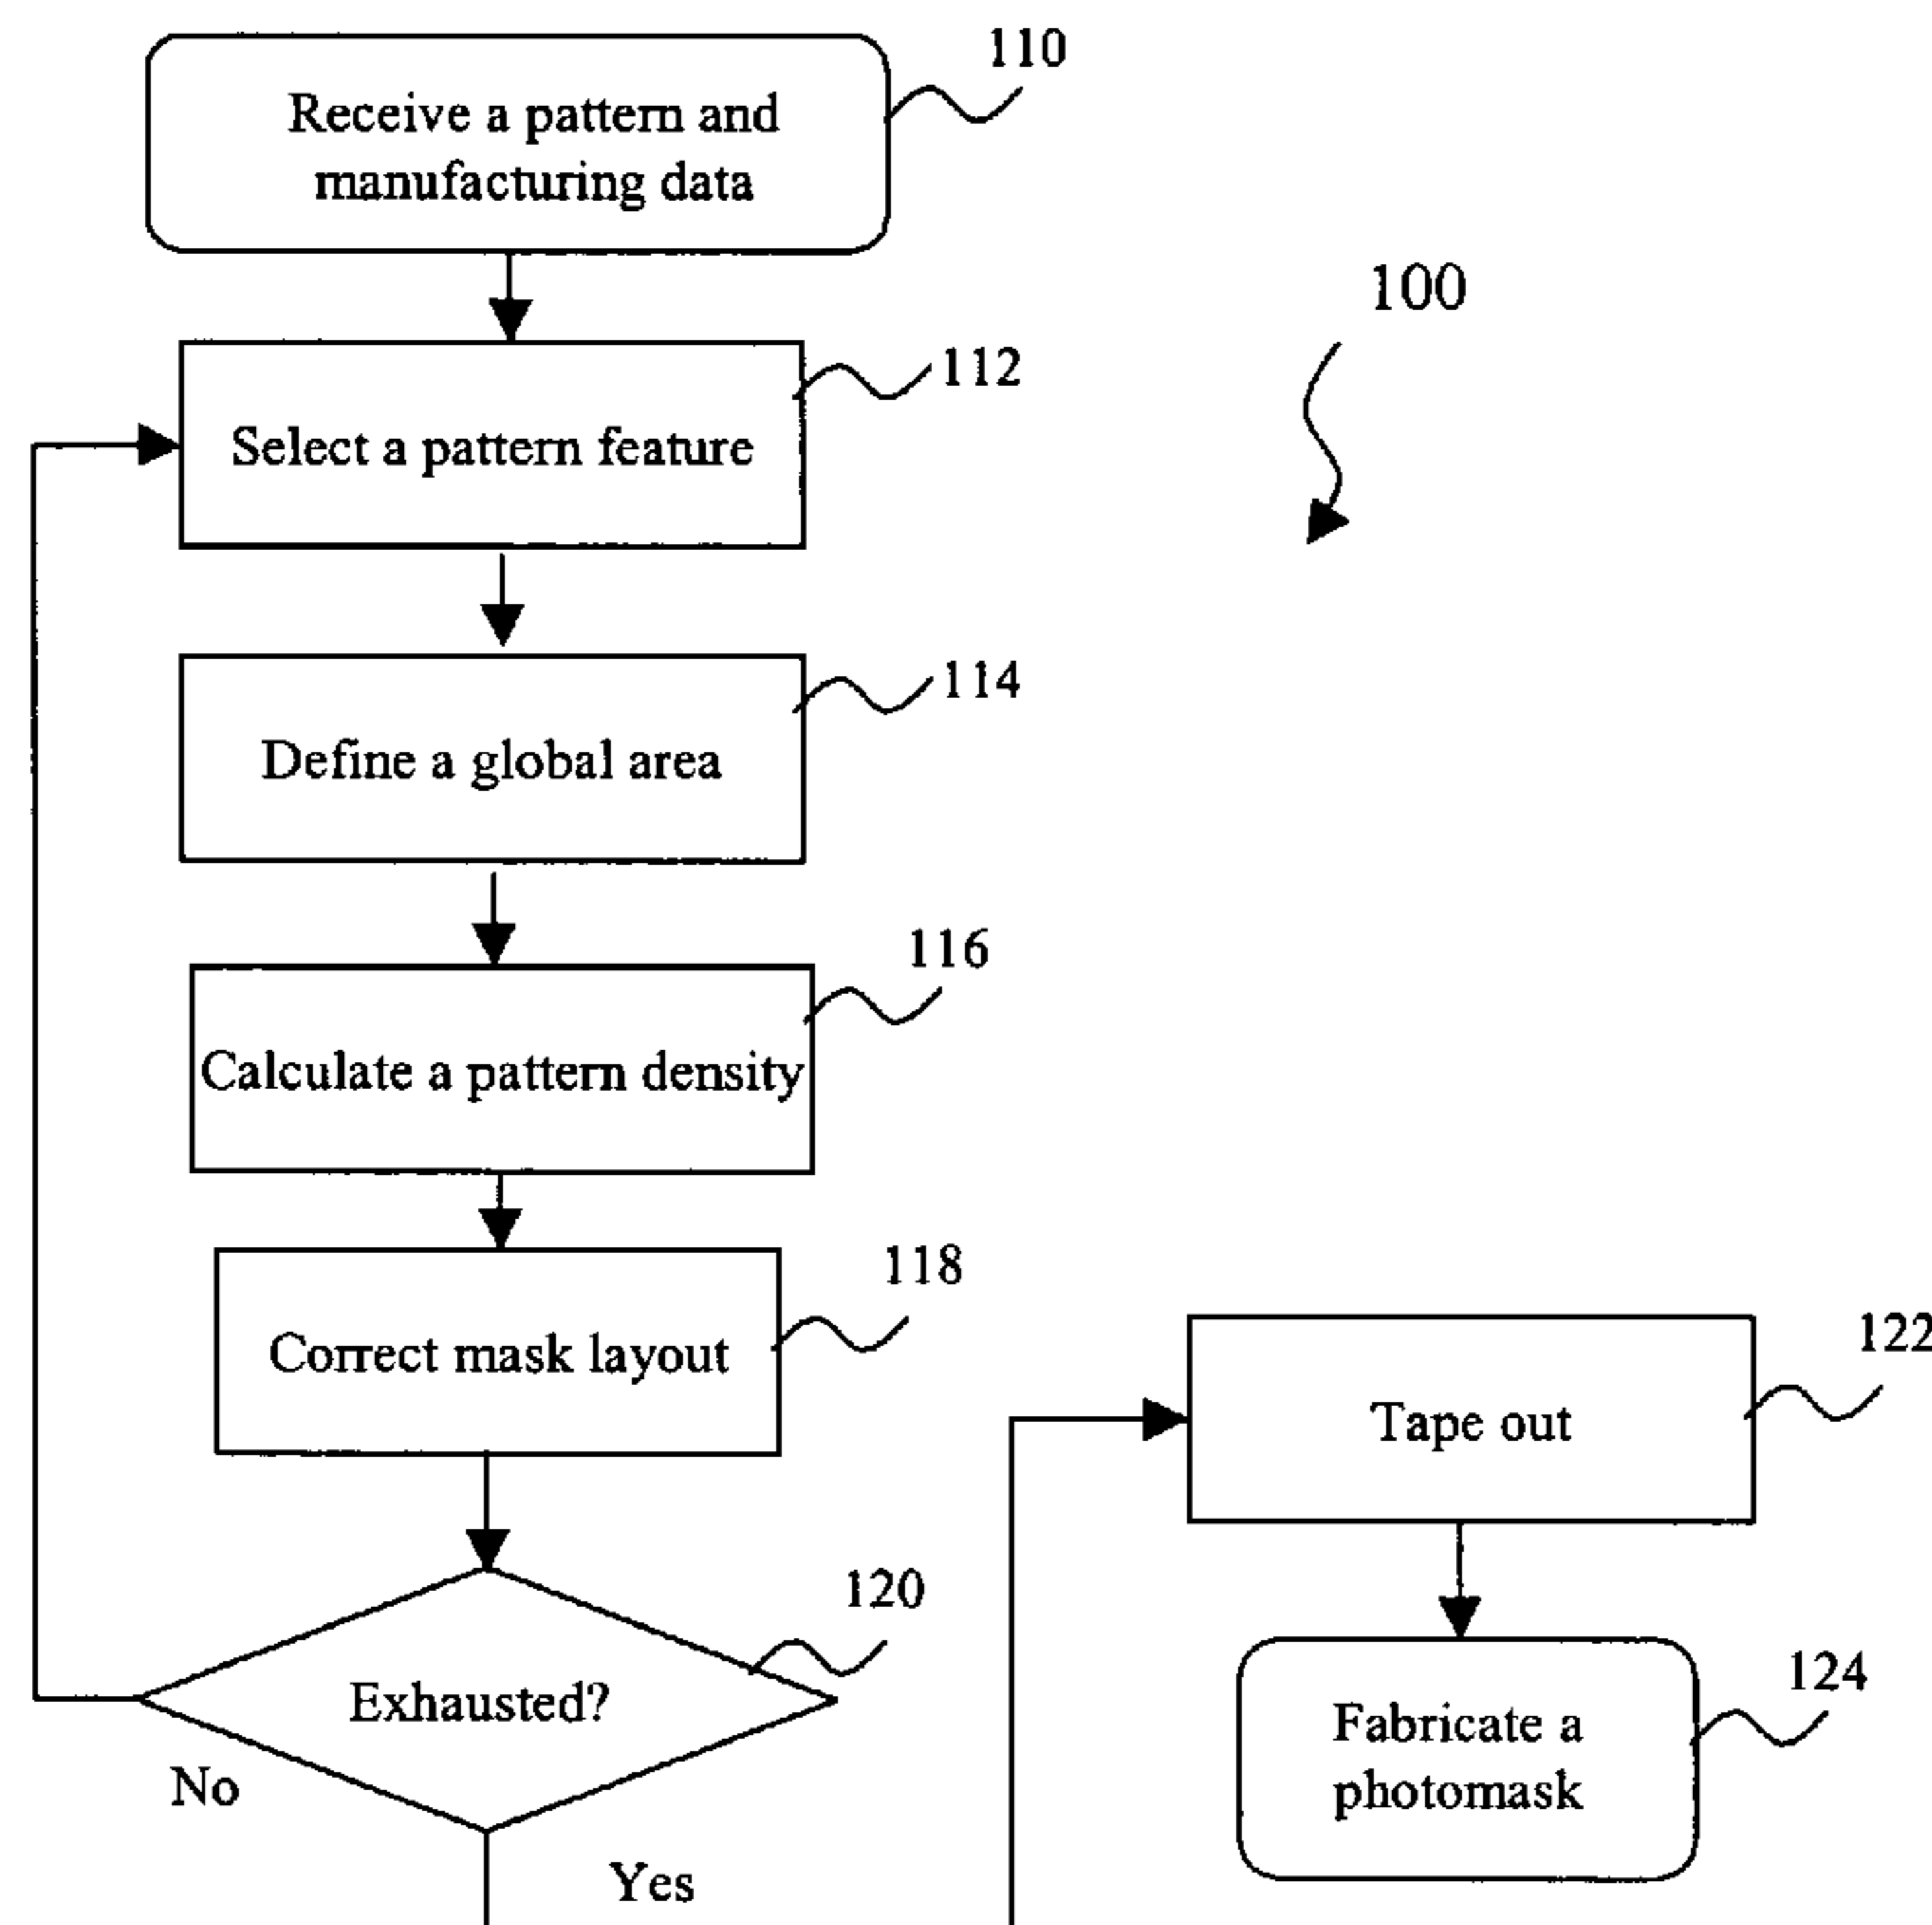 110
Receive a pattern and
manufacturing data
100
112
Select a pattern feature
114
Define a global area
116
Calculate a pattern density
118
Correct mask layout
122
Tape out
120
Exhausted?
No
Yes
124
Fabricate a
photomask